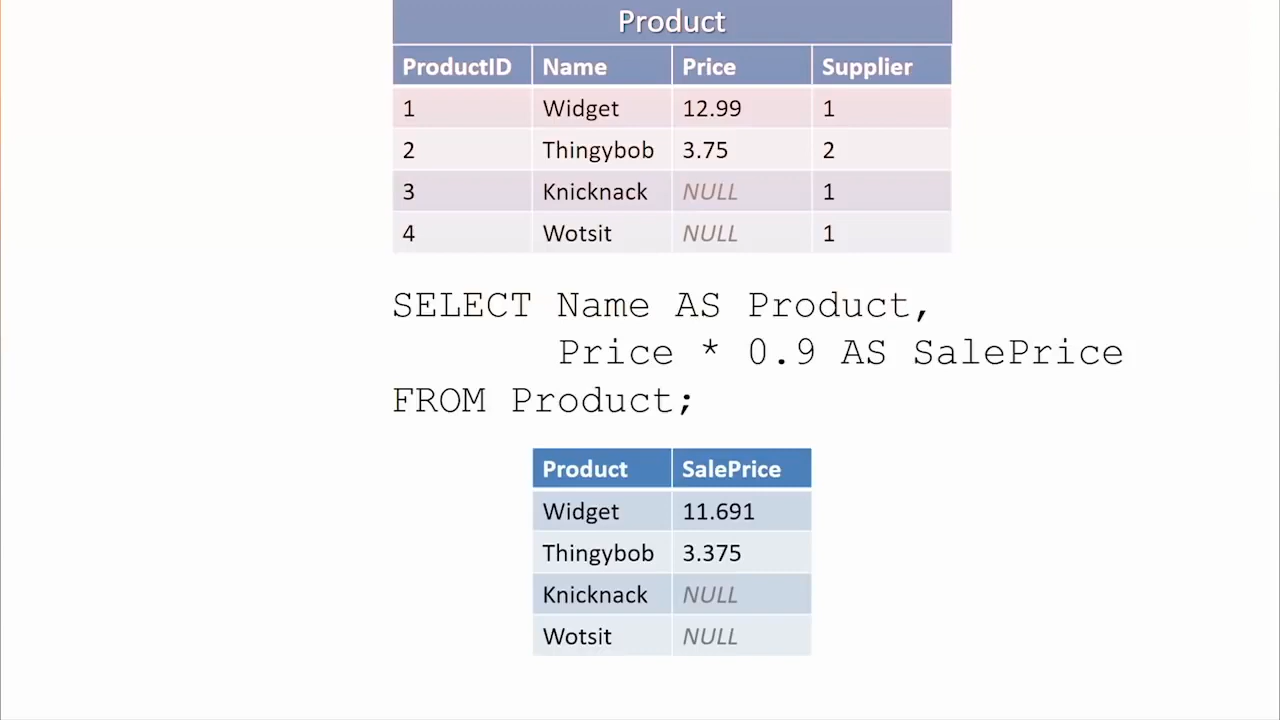 Product
ProductID Name Price Supplier
1 Widget 12.99 1
2 Thingybob 3.75 2
3 Knicknack NULL 1
4 Wotsit NULL 1
SELECT Name AS Product,
Price * 0.9 AS SalePrice
FROM Product;
Product SalePrice
Widget 11.691
Thingybob 3.375
Knicknack NULL
Wotsit NULL